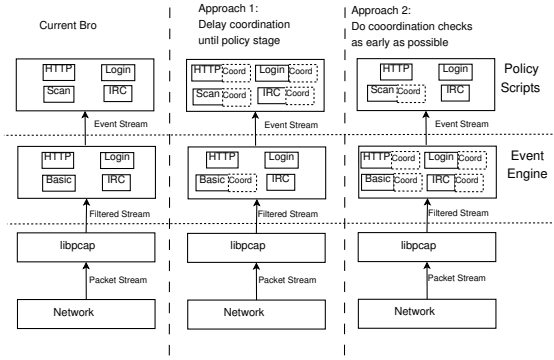 Current Bro
Approach 1:
Delay coordination
until policy stage
Approach 2:
Do cooordination checks
as early as possible
HTTP Login
Scan IRC
HTTP Coord Login Coord
Scan Coord IRC Coord
HTTP Login
Scan Coord IRC
Policy
Scripts
Event Stream
Event Stream
Event Stream
HTTP Login
Basic IRC
HTTP Login
Basic Coord IRC
HTTP Coord Login Coord
Basic Coord IRC Coord
Event
Engine
Filtered Stream
Filtered Stream
Filtered Stream
libpcap
libpcap
libpcap
Packet Stream
Packet Stream
Packet Stream
Network
Network
Network